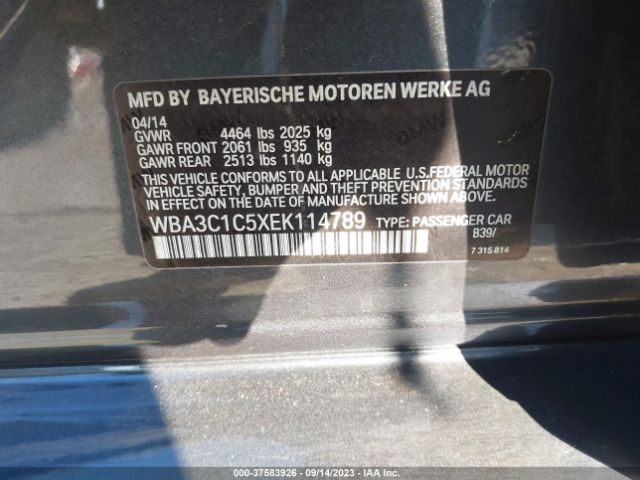 MFD BY BAYERISCHE MOTOREN WERKE AG
04/14
GVWR 4464 lbs 2025 kg
GAWR FRONT 2061 lbs 935 kg
GAWR REAR 2513 lbs 1140 kg
THIS VEHICLE CONFORMS TO ALL APPLICABLE U.S.FEDERAL MOTOR
VEHICLE SAFETY, BUMPER AND THEFT PREVENTION STANDARDS
IN EFFECT ON THE DATE OF MANUFACTURE SHOWN ABOVE.
WBA3C1C5XEK114789 TYPE: PASSENGER CAR
B39/
7 315 814
000-37583926 - 09/14/2023 - © IAA Inc.